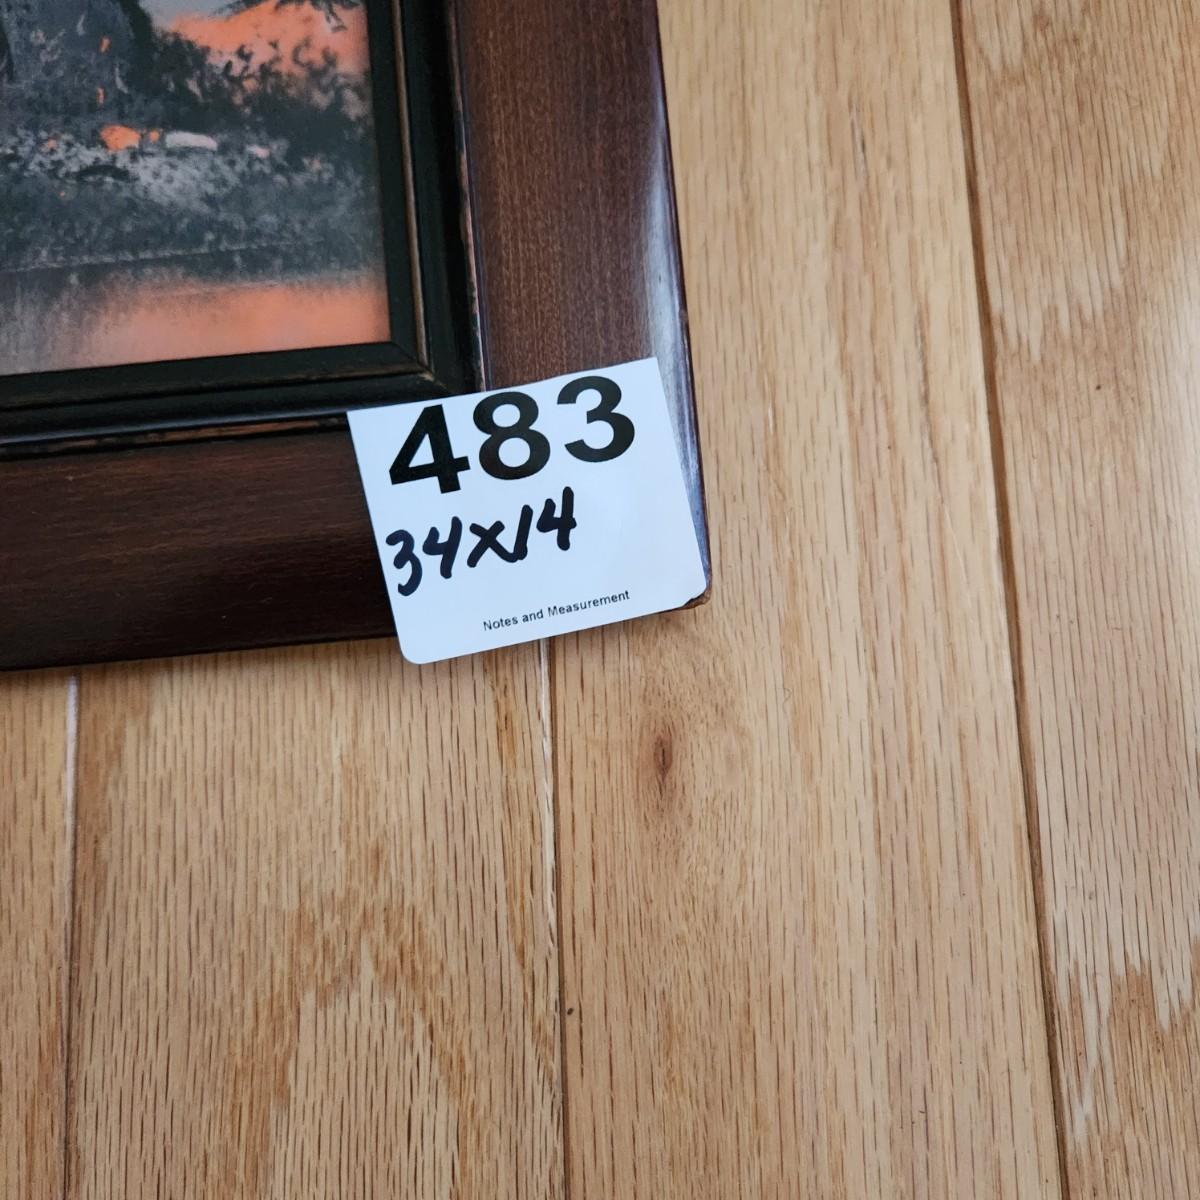 483
34x14
Notes and Measurement